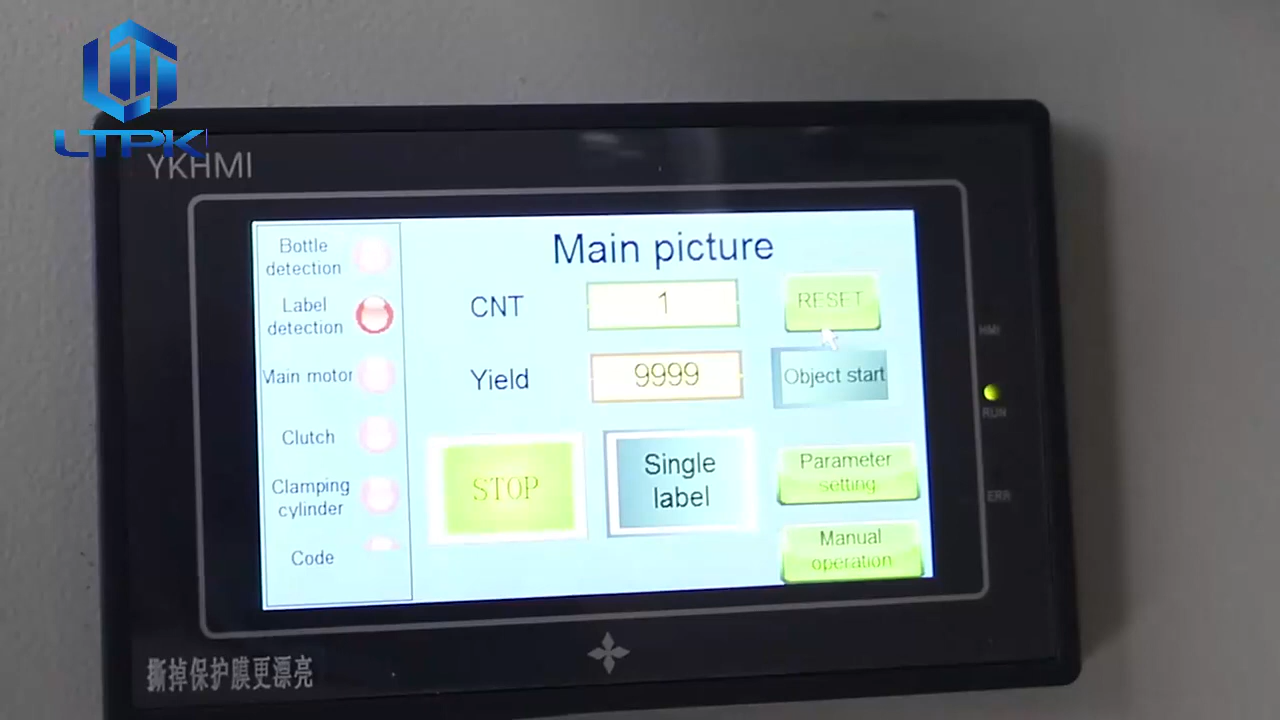 LTPK
YKHMI
Main picture
Bottle
detection
Label
detection
Main motor
Clutch
Clamping
cylinder
Code
CNT
1
RESET
Yield
9999
Object start
STOP
Single
label
Parameter
setting
Manual
operation
HMI
RUN
ERR
撕掉保护膜更漂亮